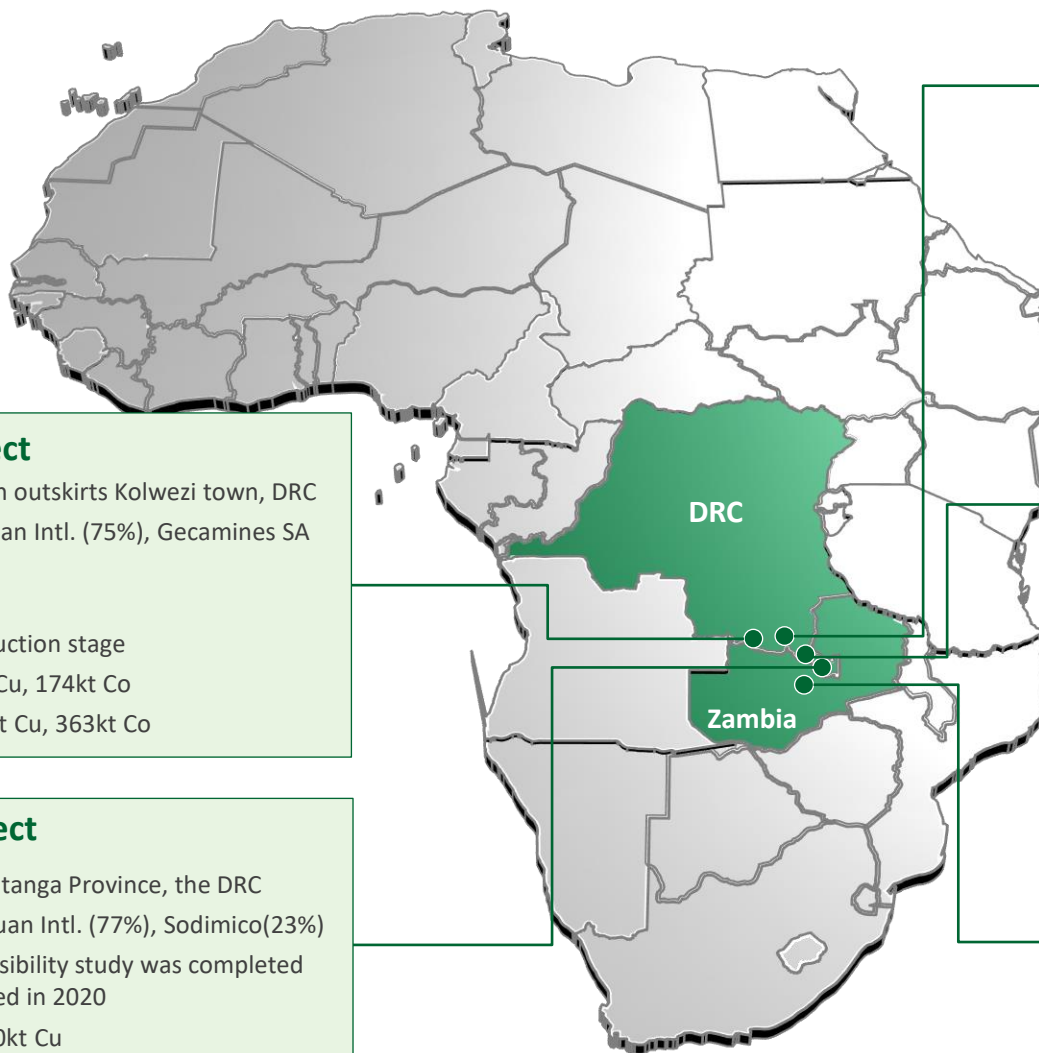 ect
n outskirts Kolwezi town, DRC
an Intl. (75%), Gecamines SA
uction stage
Cu, 174kt Co
t Cu, 363kt Co
ect
tanga Province, the DRC
uan Intl. (77%), Sodimico(23%)
sibility study was completed
ed in 2020
0kt Cu
DRC
Zambia